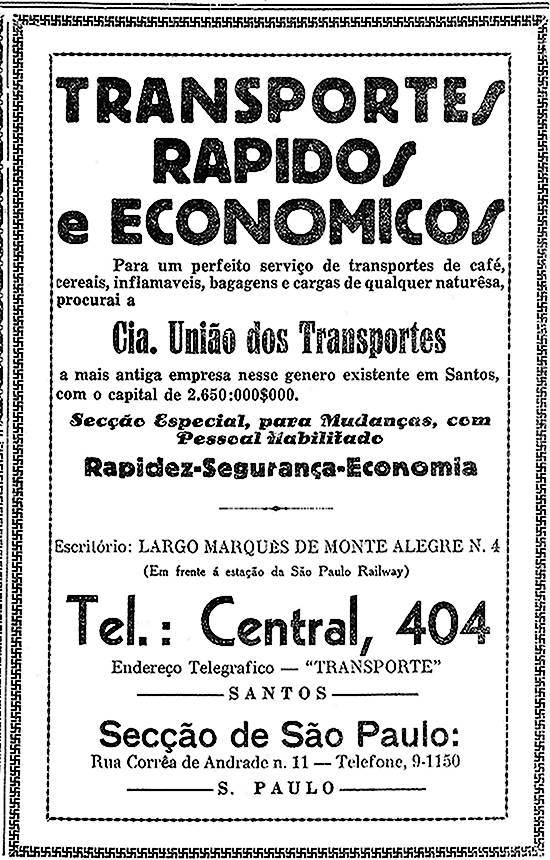 TRANSPORTES
RAPIDOS
e ECONOMICOS
Para um perfeito serviço de transportes de café,
cereais, inflamaveis, bagagens e cargas de qualquer naturêsa,
procurai a
Cia. União dos Transportes
a mais antiga empresa nesse genero existente em Santos,
com o capital de 2.650:000$000.
Secção Especial, para Mudanças, com
Pessoal Habilitado
Rapidez-Segurança-Economia
Escritório: LARGO MARQUÊS DE MONTE ALEGRE N. 4
(Em frente á estação da São Paulo Railway)
Tel.: Central, 404
Endereço Telegrafico — "TRANSPORTE"
SANTOS
Secção de São Paulo:
Rua Corrêa de Andrade n. 11 — Telefone, 9-1150
S. PAULO